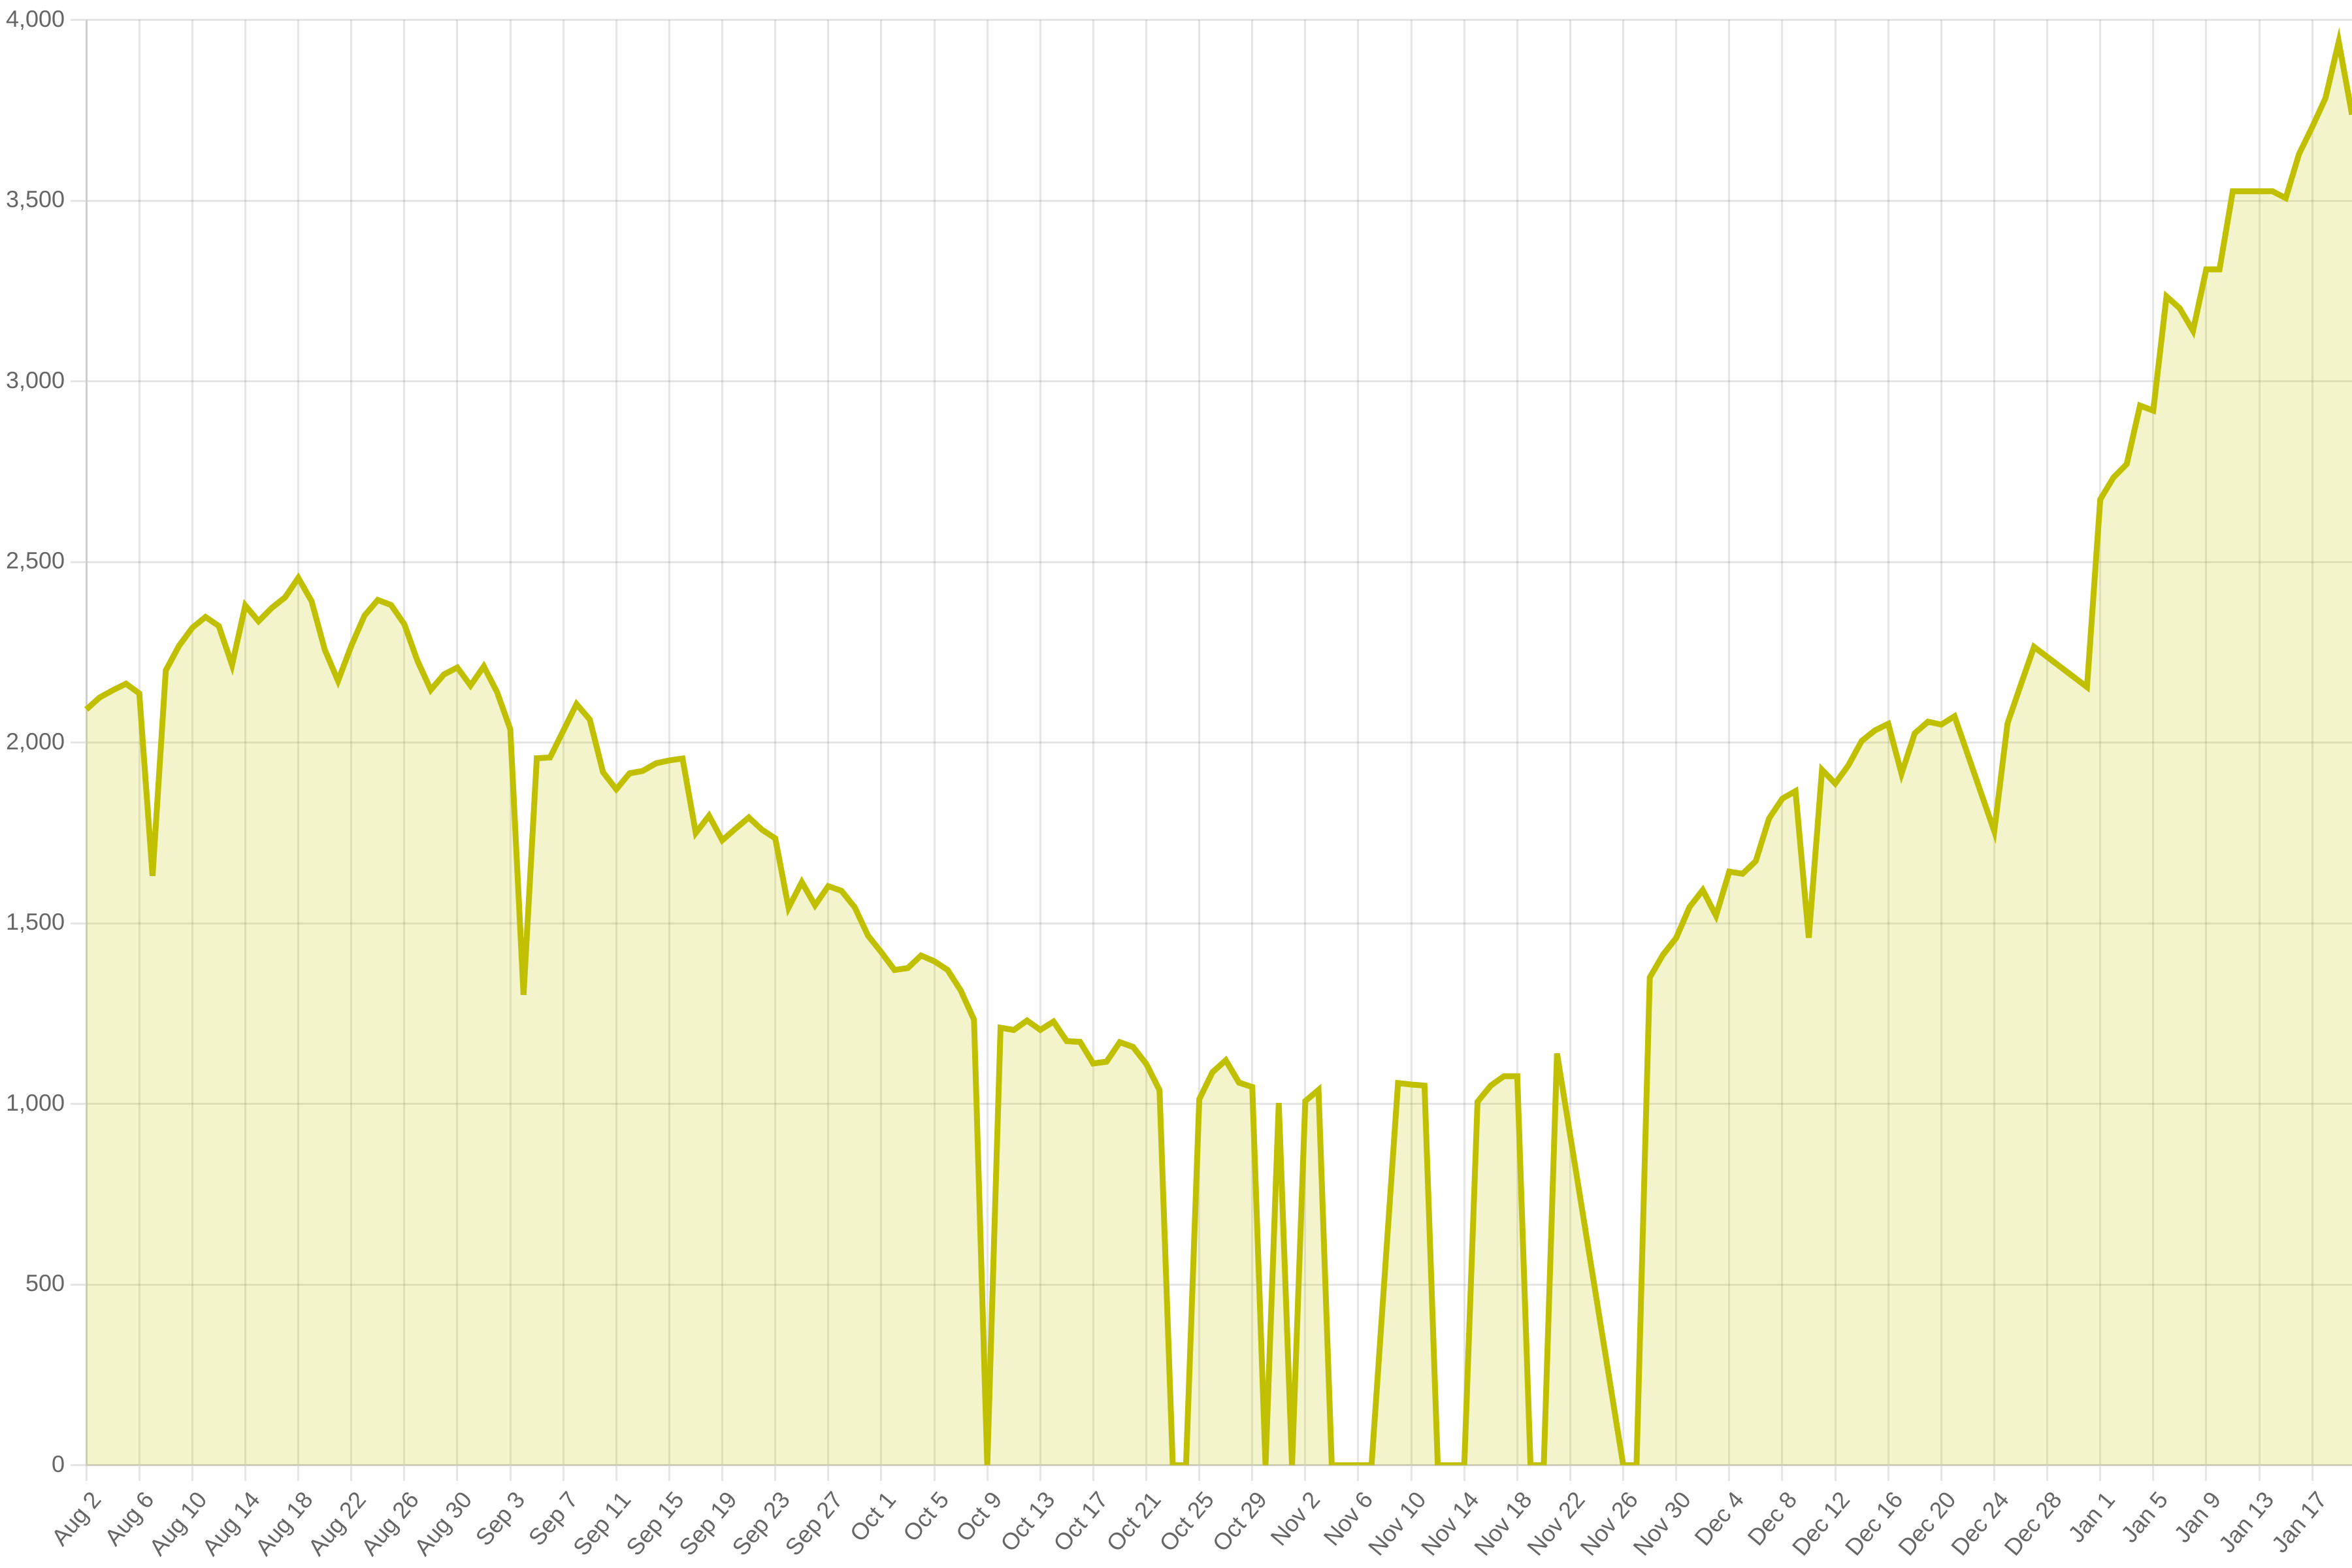 4,000
3,500
3,000
2,500
2,000
1,500
1,000
500
0
Aug 2
Aug 6
Aug 10
Aug 14
Aug 18
Aug 22
Aug 26
Aug 30
Sep 3
Sep 7
Sep 11
Sep 15
Sep 19
Sep 23
Sep 27
Oct 1
Oct 5
Oct 9
Oct 13
Oct 17
Oct 21
Oct 25
Oct 29
Nov 2
Nov 6
Nov 10
Nov 14
Nov 18
Nov 22
Nov 26
Nov 30
Dec 4
Dec 8
Dec 12
Dec 16
Dec 20
Dec 24
Dec 28
Jan 1
Jan 5
Jan 9
Jan 13
Jan 17